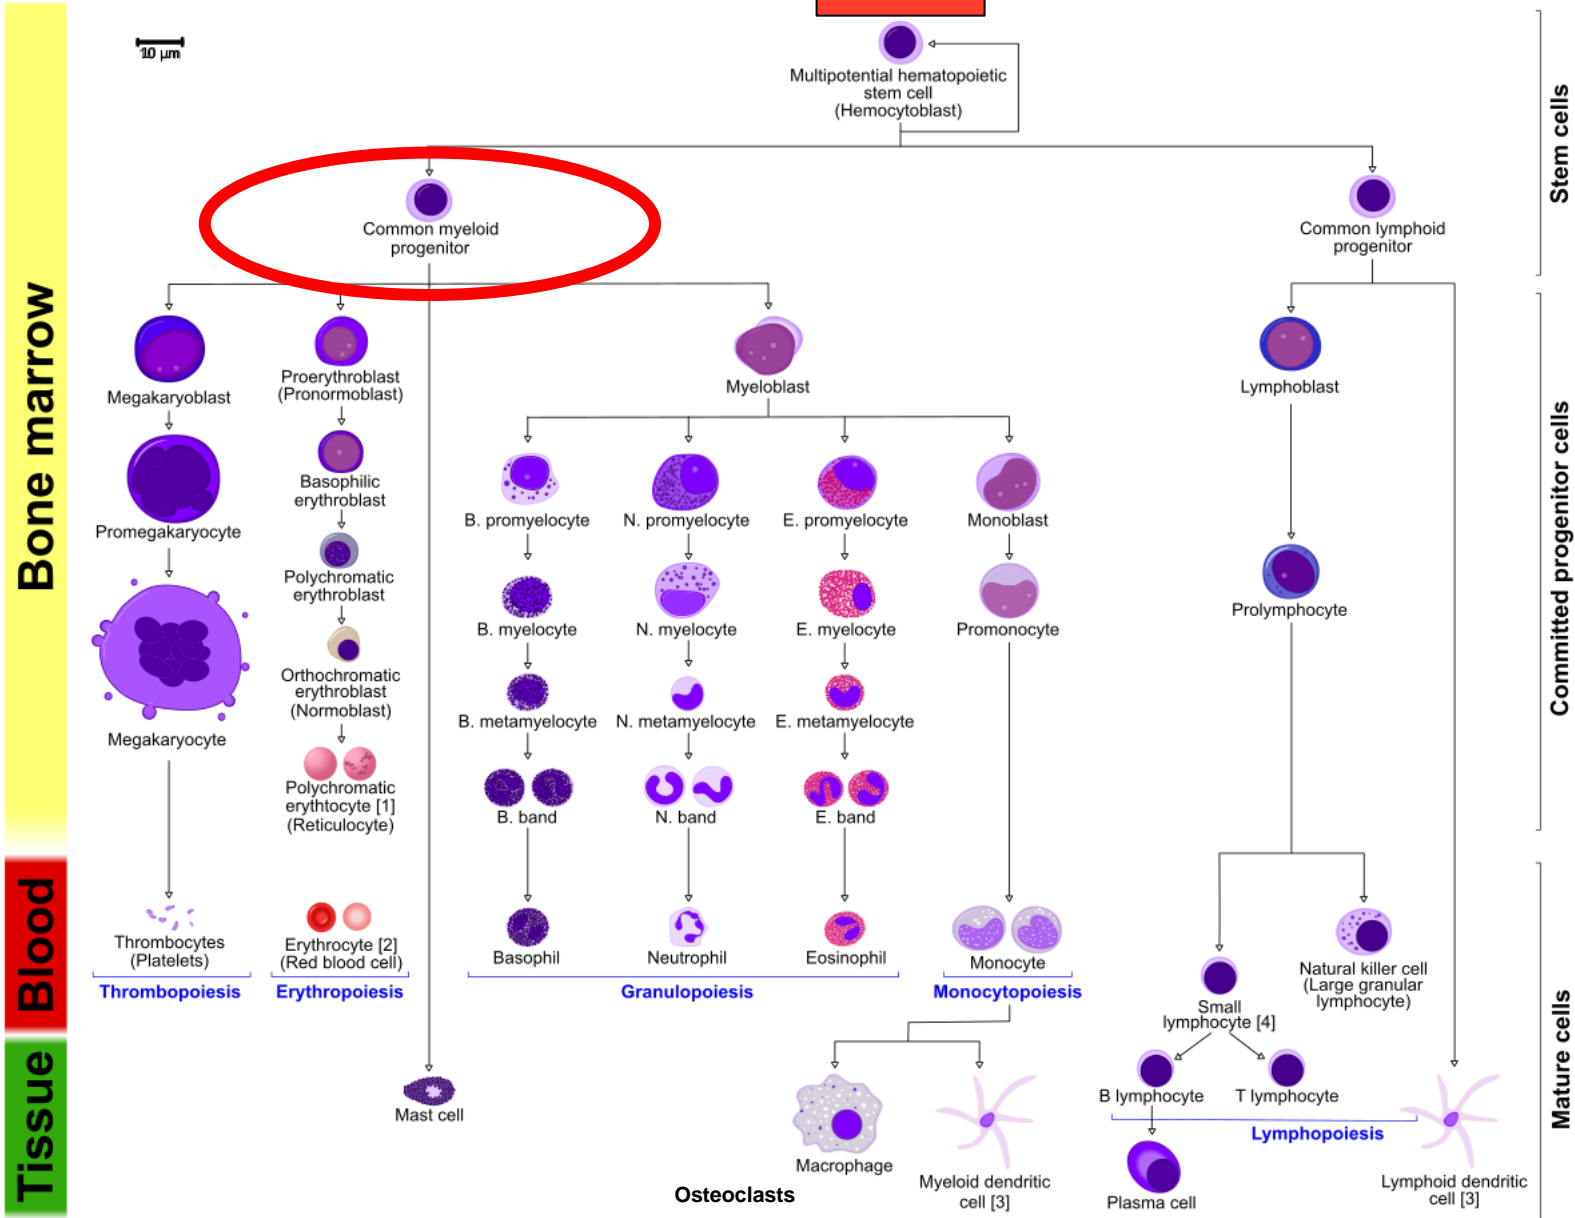 10 µm
Multipotential hematopoietic
stem cell
(Hemocytoblast)
Common myeloid
progenitor
Common lymphoid
progenitor
Megakaryoblast
Proerythroblast
(Pronormoblast)
Myeloblast
Lymphoblast
Promegakaryocyte
Basophilic
erythroblast
B. promyelocyte
N. promyelocyte
E. promyelocyte
Monoblast
Polychromatic
erythroblast
B. myelocyte
N. myelocyte
E. myelocyte
Promonocyte
Prolymphocyte
Megakaryocyte
Orthochromatic
erythroblast
(Normoblast)
B. metamyelocyte
N. metamyelocyte
E. metamyelocyte
Polychromatic
erythtocyte [1]
(Reticulocyte)
B. band
N. band
E. band
Thrombocytes
(Platelets)
Erythrocyte [2]
(Red blood cell)
Basophil
Neutrophil
Eosinophil
Monocyte
Natural killer cell
(Large granular
lymphocyte)
Thrombopoiesis
Erythropoiesis
Granulopoiesis
Monocytopoiesis
Small
lymphocyte [4]
Mast cell
B lymphocyte
T lymphocyte
Lymphopoiesis
Macrophage
Myeloid dendritic
cell [3]
Plasma cell
Lymphoid dendritic
cell [3]
Osteoclasts
Bone marrow
Blood
Tissue
Stem cells
Committed progenitor cells
Mature cells